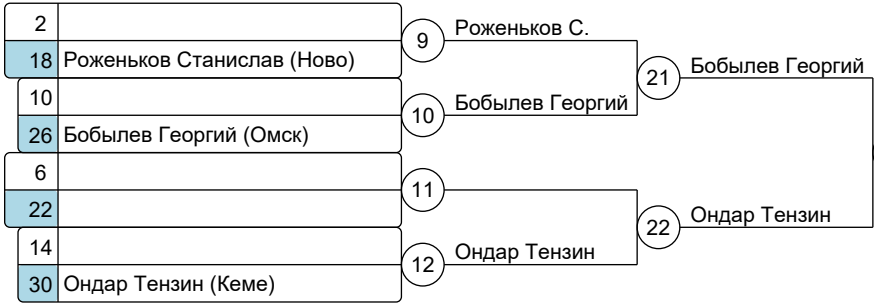 2
9
Роженьков С.
18 Роженьков Станислав (Ново)
21
Бобылев Георгий
10
10
Бобылев Георгий
26 Бобылев Георгий (Омск)
6
11
22
22
Ондар Тензин
14
12
Ондар Тензин
30 Ондар Тензин (Кеме)